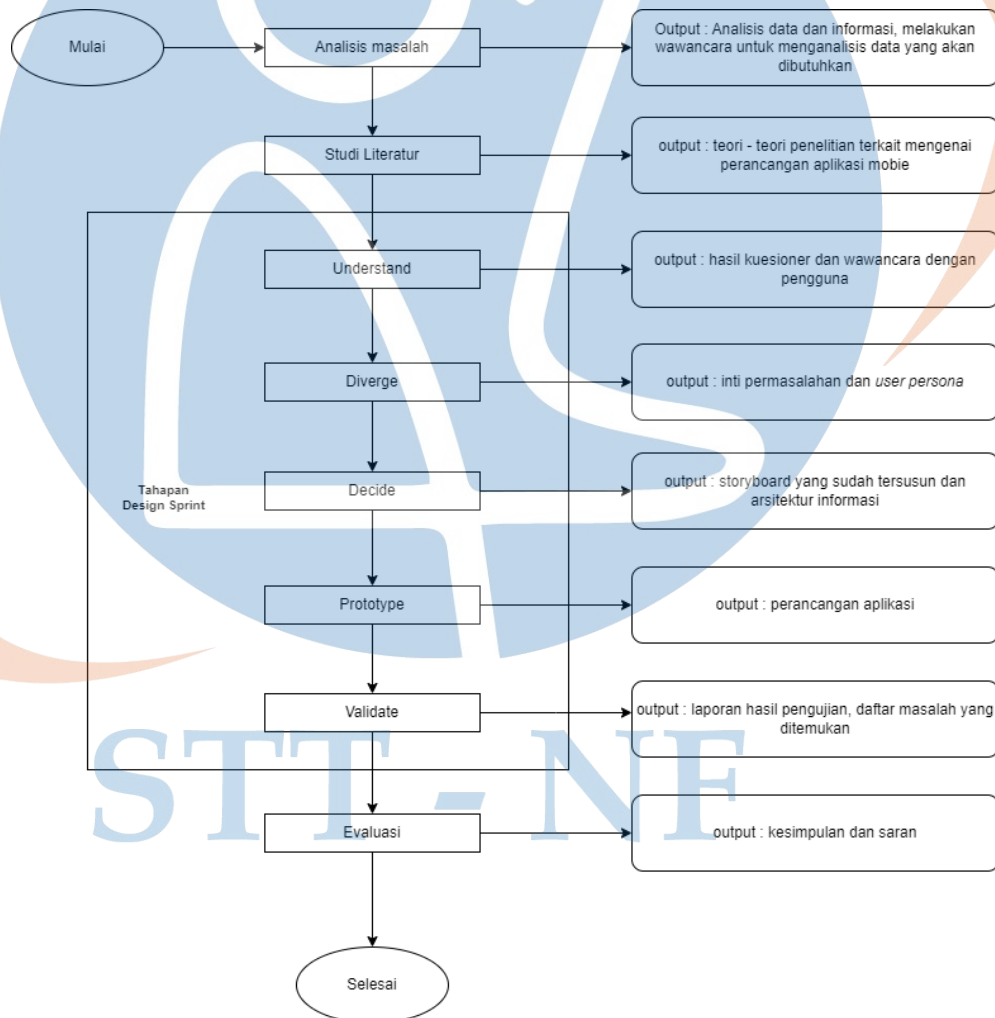 Mulai
Analisis masalah
Output : Analisis data dan informasi, melakukan
wawancara untuk menganalisis data yang akan
dibutuhkan
Studi Literatur
output : teori - teori penelitian terkait mengenai
perancangan aplikasi mobie
Understand
output : hasil kuesioner dan wawancara dengan
pengguna
Diverge
output : inti permasalahan dan user persona
Tahapan
Design Sprint
Decide
output : storyboard yang sudah tersusun dan
arsitektur informasi
Prototype
output : perancangan aplikasi
Validate
output : laporan hasil pengujian, daftar masalah yang
ditemukan
STT - NF
Evaluasi
output : kesimpulan dan saran
Selesai